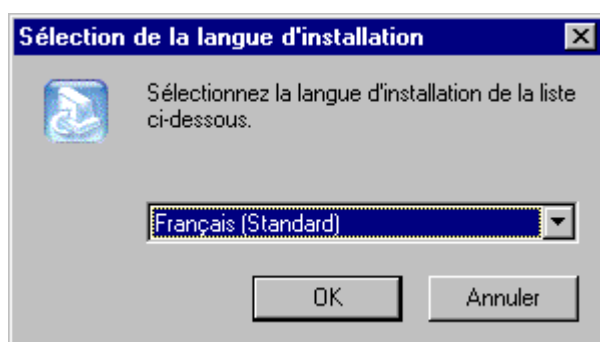 Sélection de la langue d'installation
Sélectionnez la langue d'installation de la liste
ci-dessous.
Français (Standard)
OK
Annuler